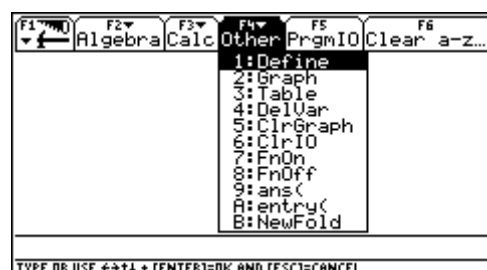 F1 F2 F3 F4 F5 F6
Algebra Calc Other PrgmIO Clear a-z…
1:Define
2:Graph
3:Table
4:DelVar
5:ClrGraph
6:ClrIO
7:FnOn
8:FnOff
9:ans(
A:entry(
B:NewFold
TYPE OR USE ←→↑↓ + [ENTER]=OK AND [ESC]=CANCEL